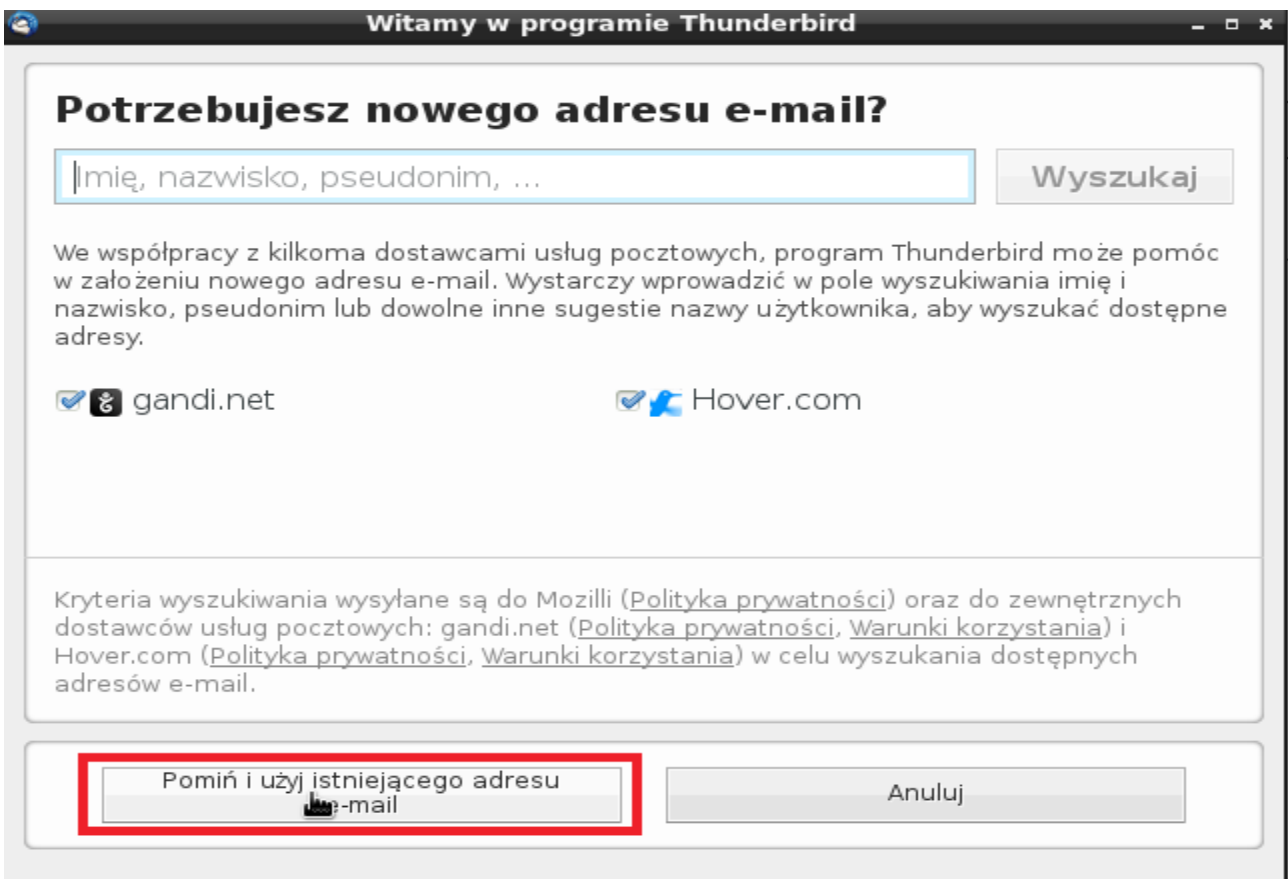 Witamy w programie Thunderbird
Potrzebujesz nowego adresu e-mail?
Imię, nazwisko, pseudonim, ...
Wyszukaj
We współpracy z kilkoma dostawcami usług pocztowych, program Thunderbird może pomóc
w założeniu nowego adresu e-mail. Wystarczy wprowadzić w pole wyszukiwania imię i
nazwisko, pseudonim lub dowolne inne sugestie nazwy użytkownika, aby wyszukać dostępne
adresy.
gandi.net
Hover.com
Kryteria wyszukiwania wysyłane są do Mozilli (Polityka prywatności) oraz do zewnętrznych
dostawców usług pocztowych: gandi.net (Polityka prywatności, Warunki korzystania) i
Hover.com (Polityka prywatności, Warunki korzystania) w celu wyszukania dostępnych
adresów e-mail.
Pomiń i użyj istniejącego adresu
e-mail
Anuluj